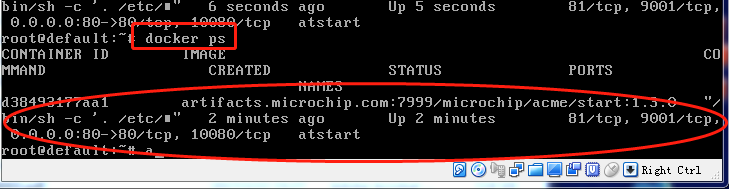 bin/sh -c '. /etc/■" 6 seconds ago Up 5 seconds 81/tcp, 9001/tcp,
0.0.0.0:80->80/tcp, 10080/tcp atstart
root@default:~# docker ps
CONTAINER ID IMAGE CO
MMAND CREATED STATUS PORTS
NAMES
d38493177aa1 artifacts.microchip.com:7999/microchip/acme/start:1.3.0 "/
bin/sh -c '. /etc/■" 2 minutes ago Up 2 minutes 81/tcp, 9001/tcp,
0.0.0.0:80->80/tcp, 10080/tcp atstart
root@default:~# a_
Right Ctrl